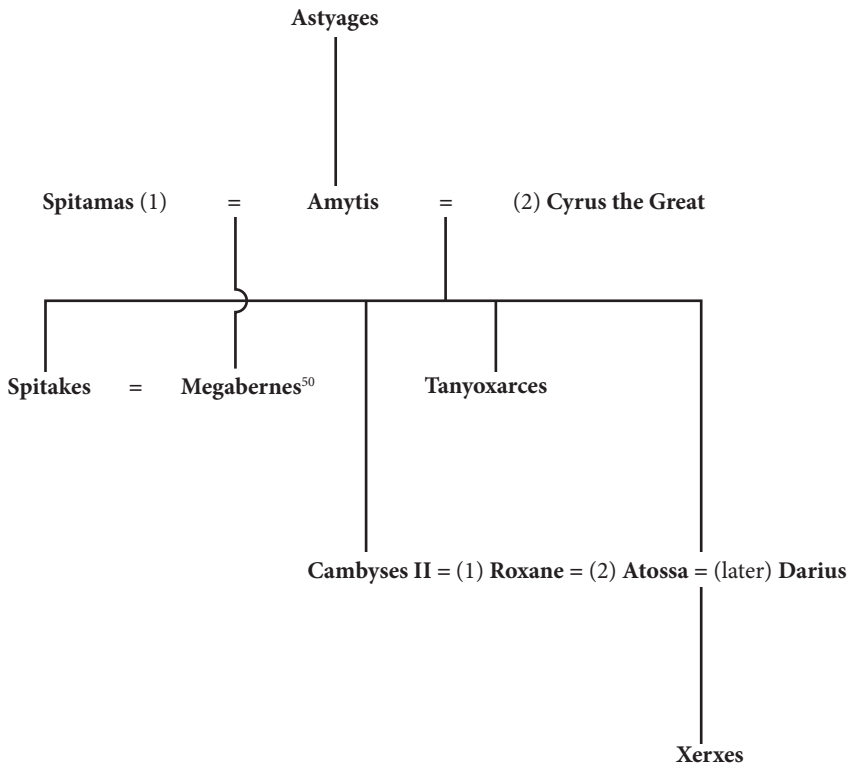 Astyages
Spitamas (1) = Amytis = (2) Cyrus the Great
Spitakes = Megabernes⁵⁰ Tanyoxarces
Cambyses II = (1) Roxane = (2) Atossa = (later) Darius
Xerxes